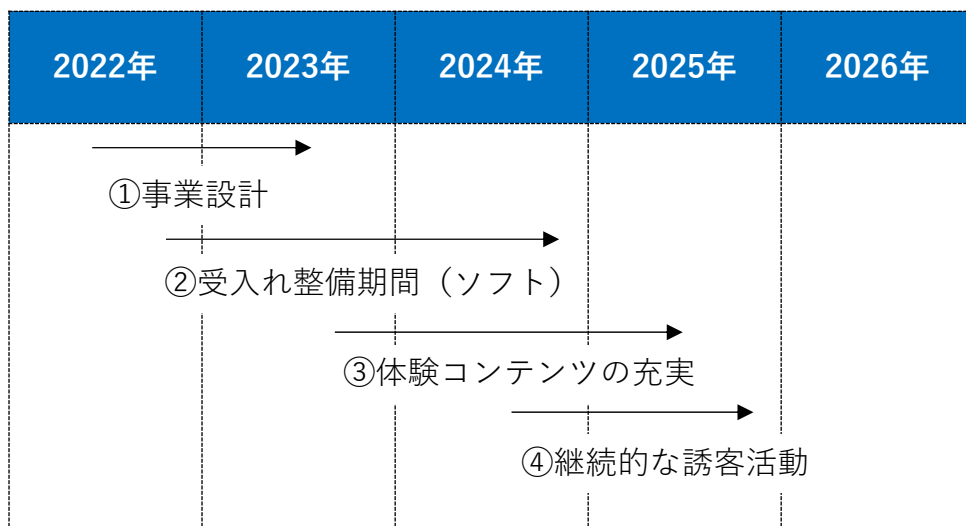 2022年 2023年 2024年 2025年 2026年
①事業設計
②受入れ整備期間（ソフト）
③体験コンテンツの充実
④継続的な誘客活動